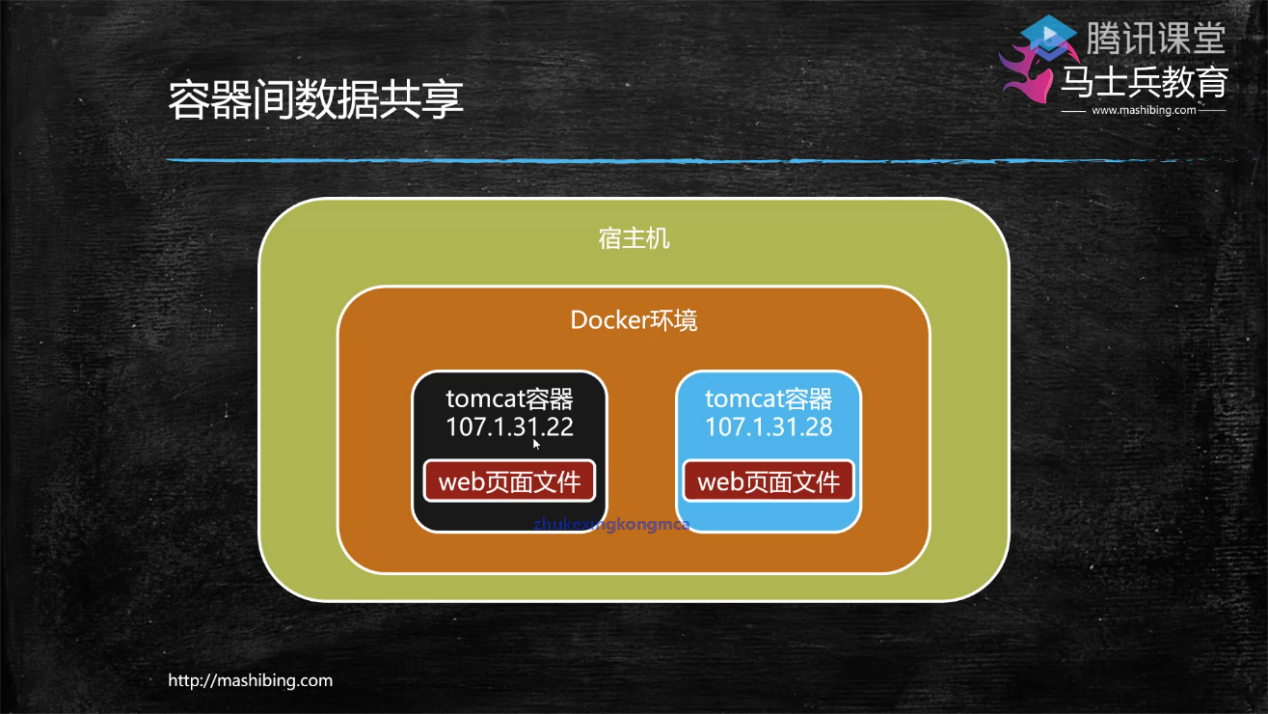 腾讯课堂
马士兵教育
www.mashibing.com
容器间数据共享
宿主机
Docker环境
tomcat容器
107.1.31.22
web页面文件
tomcat容器
107.1.31.28
web页面文件
zhukexingkongmca
http://mashibing.com